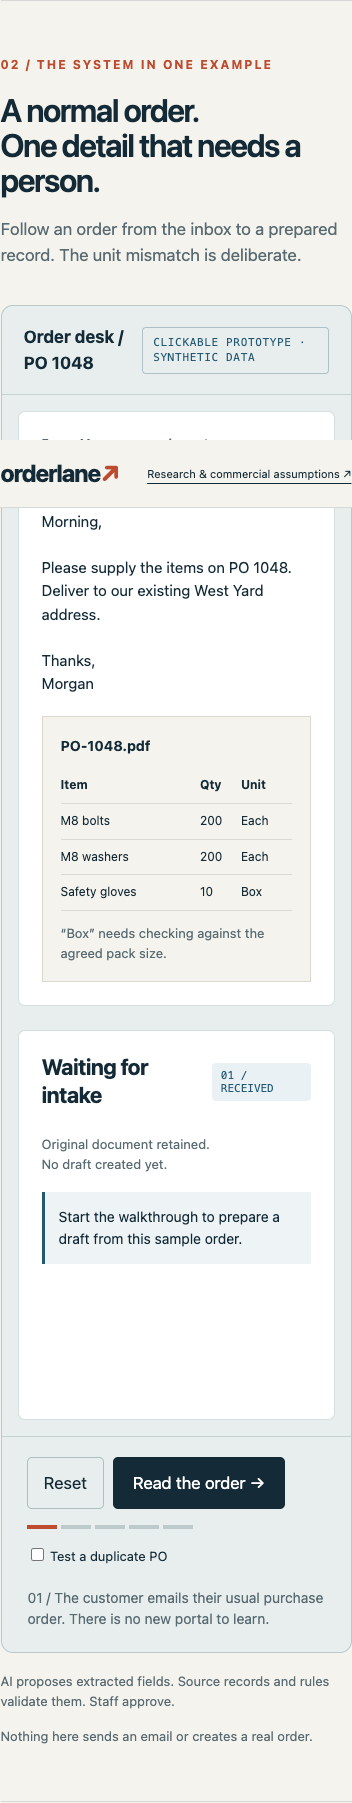 02 / THE SYSTEM IN ONE EXAMPLE
A normal order.
One detail that needs a
person.
Follow an order from the inbox to a prepared
record. The unit mismatch is deliberate.
Order desk /
PO 1048
CLICKABLE PROTOTYPE ·
SYNTHETIC DATA
orderlane↗
Research & commercial assumptions ↗
Morning,
Please supply the items on PO 1048.
Deliver to our existing West Yard
address.
Thanks,
Morgan
PO-1048.pdf
Item Qty Unit
M8 bolts 200 Each
M8 washers 200 Each
Safety gloves 10 Box
“Box” needs checking against the
agreed pack size.
Waiting for
intake
01 /
RECEIVED
Original document retained.
No draft created yet.
Start the walkthrough to prepare a
draft from this sample order.
Reset
Read the order →
Test a duplicate PO
01 / The customer emails their usual purchase
order. There is no new portal to learn.
AI proposes extracted fields. Source records and rules
validate them. Staff approve.
Nothing here sends an email or creates a real order.